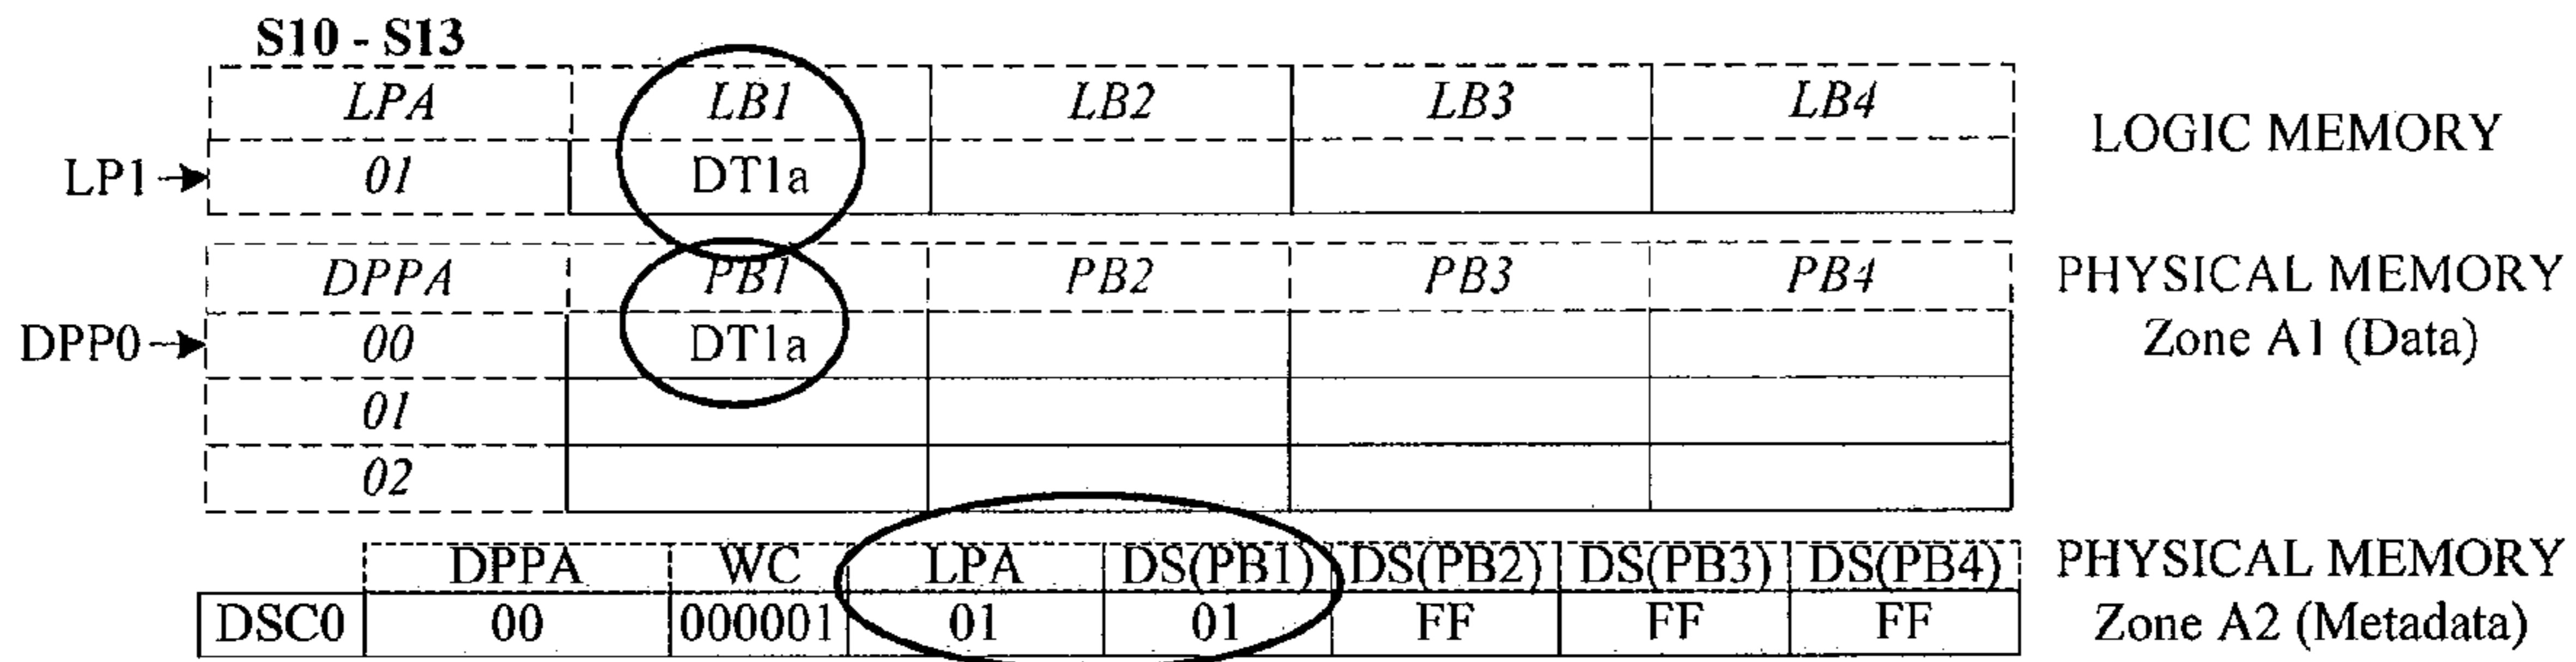 S10 - S13
LPA LB1 LB2 LB3 LB4
LP1 01 DT1a
LOGIC MEMORY
DPPA PB1 PB2 PB3 PB4
DPP0 00 DT1a
01
02
PHYSICAL MEMORY
Zone A1 (Data)
DPPA WC LPA DS(PB1) DS(PB2) DS(PB3) DS(PB4)
DSC0 00 000001 01 01 FF FF FF
PHYSICAL MEMORY
Zone A2 (Metadata)